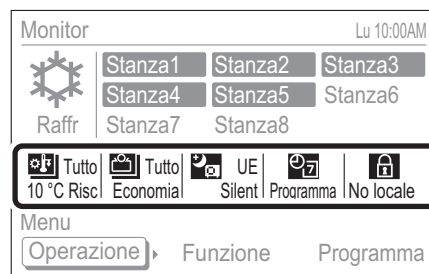 Monitor Lu 10:00AM
Stanza1 Stanza2 Stanza3
Stanza4 Stanza5 Stanza6
Raffr Stanza7 Stanza8
Tutto Tutto UE 7
10 °C Risc Economia Silent Programma No locale
Menu
Operazione Funzione Programma